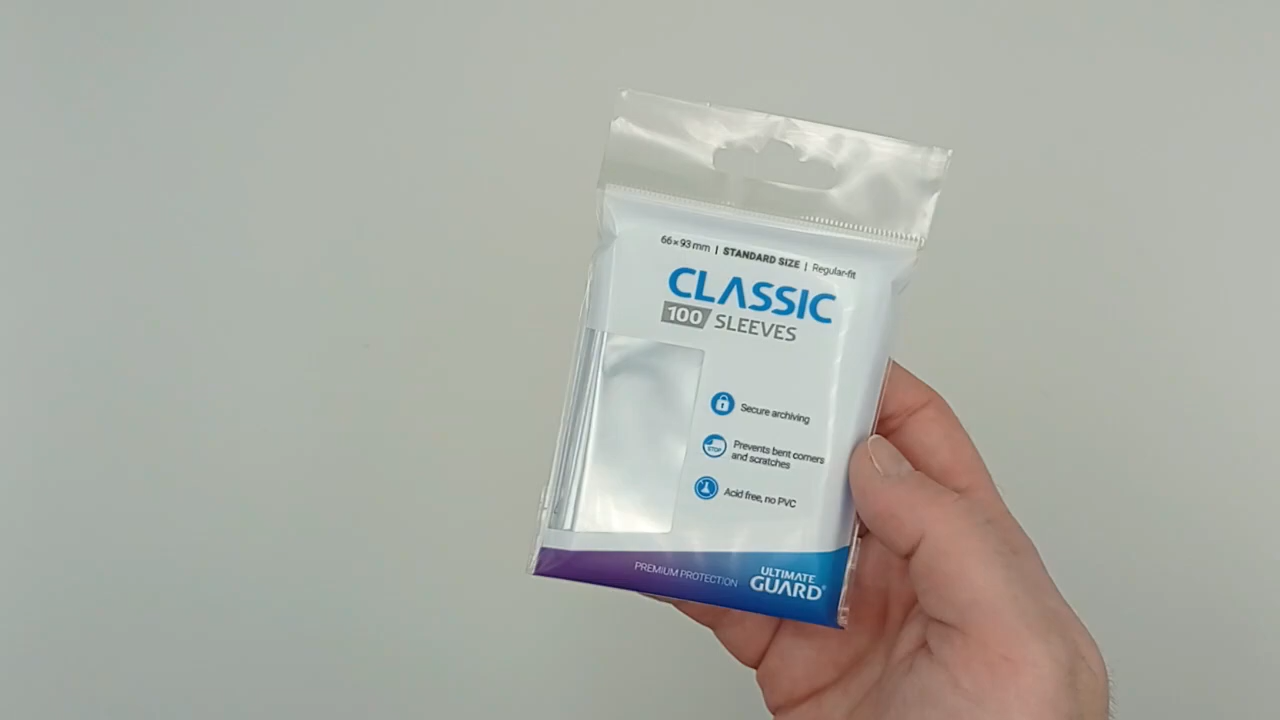 66 × 93 mm | STANDARD SIZE | Regular-fit
CLASSIC
100 SLEEVES
Secure archiving
STOP
Prevents bent corners
and scratches
Acid free, no PVC
PREMIUM PROTECTION
ULTIMATE
GUARD®